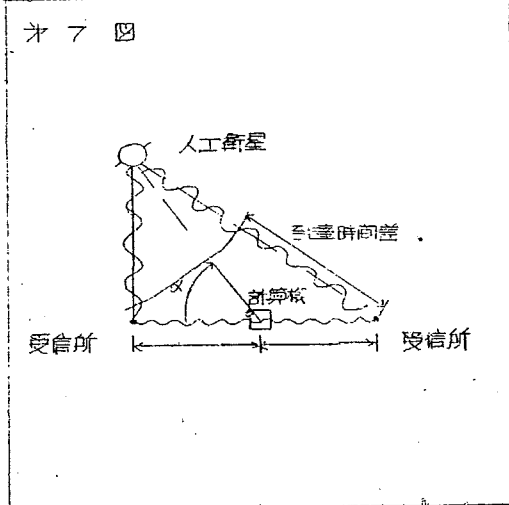 第7図
人工衛星
到達時間差
α
計算機
受信所
受信所